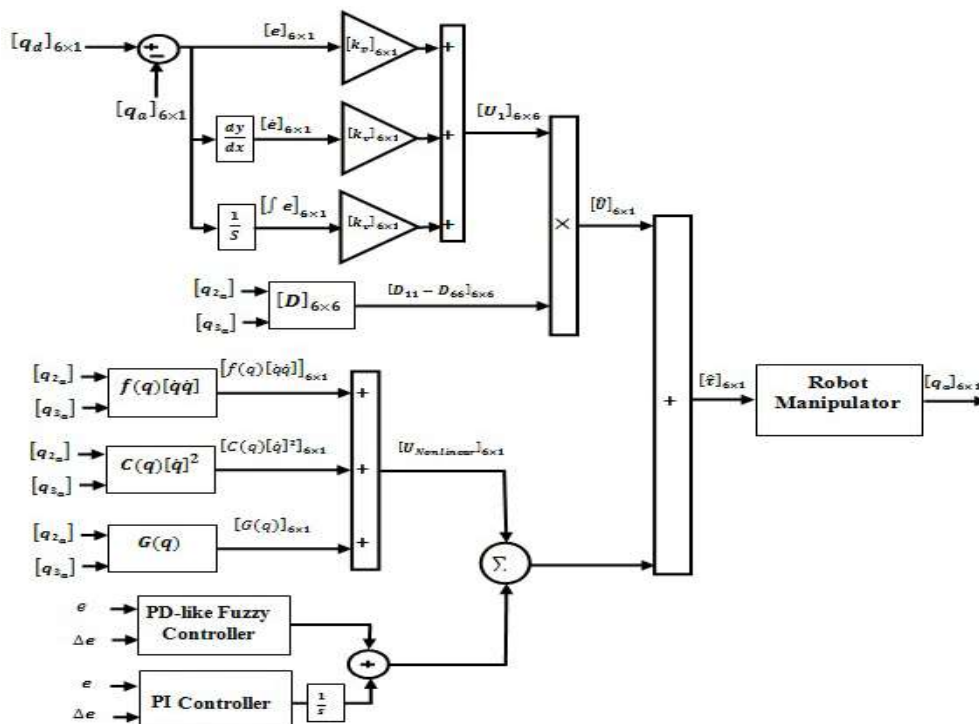 [q_d]_{6×1}
+
−
[q_a]_{6×1}
[e]_{6×1}
[k_v]_{6×1}
+
dy/dx
[ė]_{6×1}
[k_v]_{6×1}
+
1/S
[∫ e]_{6×1}
[k_v]_{6×1}
+
[U_1]_{6×6}
×
[Û]_{6×1}
[q_{2_a}]
[q_{3_a}]
[D]_{6×6}
[D_{11} − D_{66}]_{6×6}
[q_{2_a}]
[q_{3_a}]
f(q)[q̇q̇]
[f(q)[q̇q̇]]_{6×1}
+
[q_{2_a}]
[q_{3_a}]
C(q)[q̇]²
[C(q)[q̇]²]_{6×1}
+
[q_{2_a}]
[q_{3_a}]
G(q)
[G(q)]_{6×1}
+
[U_{Nonlinear}]_{6×1}
Σ
+
[τ̂]_{6×1}
Robot
Manipulator
[q_a]_{6×1}
e
Δe
PD-like Fuzzy
Controller
+
e
Δe
PI Controller
1/s